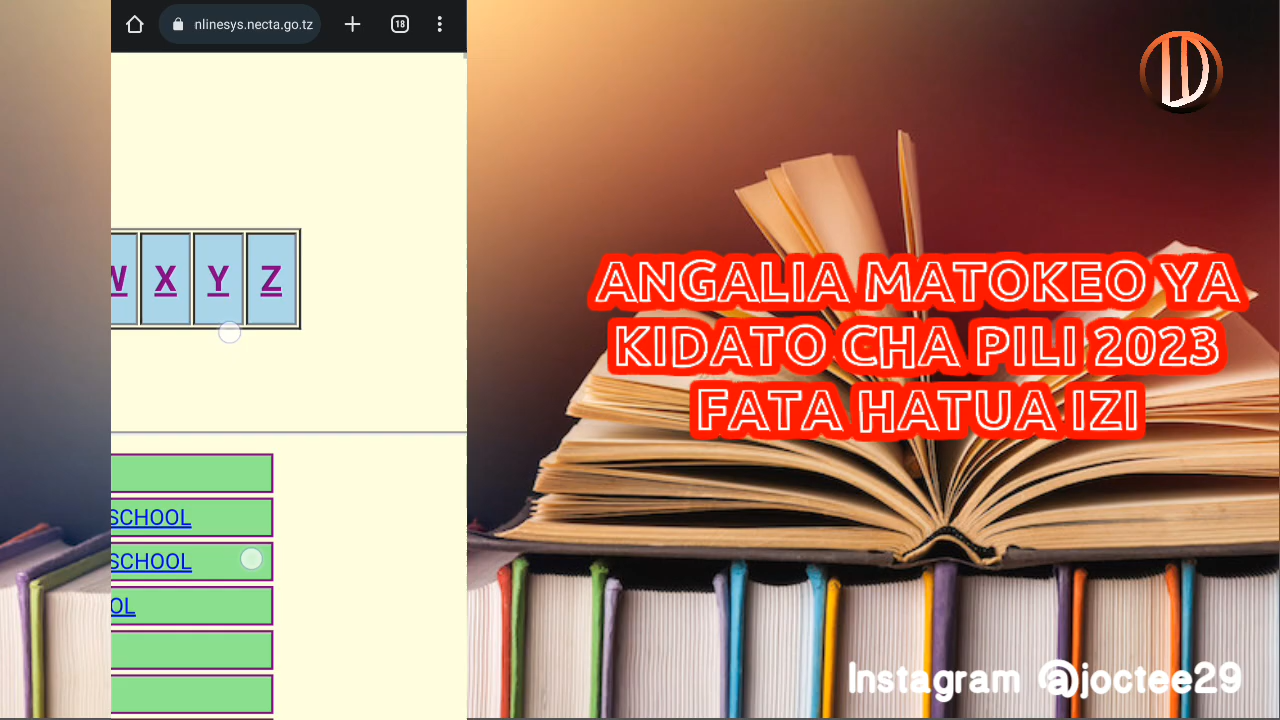 nlinesys.necta.go.tz
18
W X Y Z
SCHOOL
SCHOOL
OL
ANGALIA MATOKEO YA
KIDATO CHA PILI 2023
FATA HATUA IZI
Instagram @joctee29